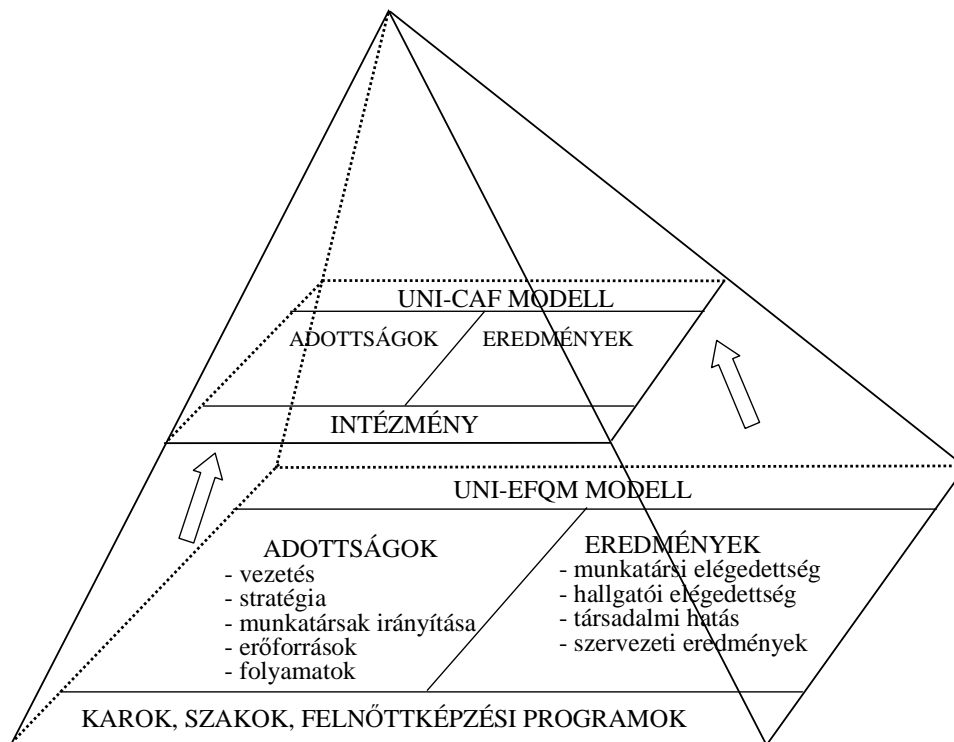 UNI-CAF MODELL
ADOTTSÁGOK
EREDMÉNYEK
INTÉZMÉNY
UNI-EFQM MODELL
ADOTTSÁGOK
- vezetés
- stratégia
- munkatársak irányítása
- erőforrások
- folyamatok
EREDMÉNYEK
- munkatársi elégedettség
- hallgatói elégedettség
- társadalmi hatás
- szervezeti eredmények
KAROK, SZAKOK, FELNŐTTKÉPZÉSI PROGRAMOK